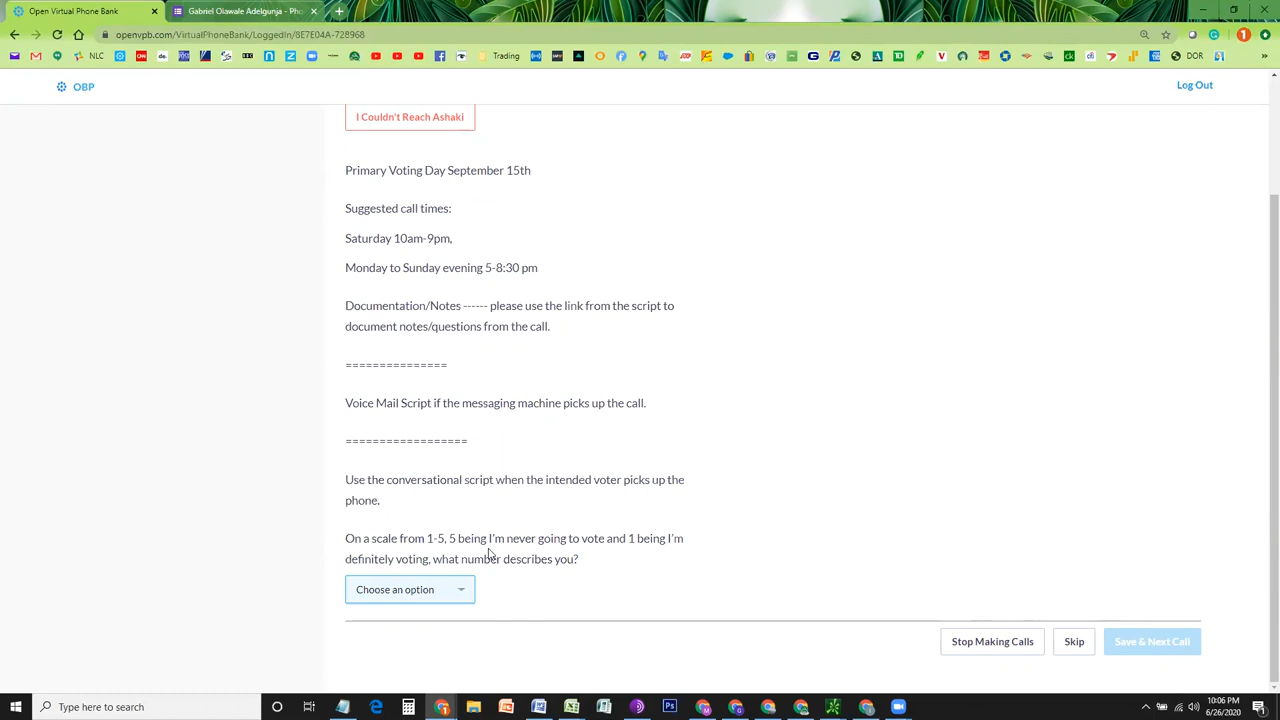 Open Virtual Phone Bank
Gabriel Olawale Adelgunja - Pho
openvpb.com/VirtualPhoneBank/LoggedIn/8E7E04A-728968
NLC
Trading
DOR
OBP
Log Out
I Couldn't Reach Ashaki
Primary Voting Day September 15th
Suggested call times:
Saturday 10am-9pm,
Monday to Sunday evening 5-8:30 pm
Documentation/Notes ------ please use the link from the script to
document notes/questions from the call.
===============
Voice Mail Script if the messaging machine picks up the call.
==================
Use the conversational script when the intended voter picks up the
phone.
On a scale from 1-5, 5 being I'm never going to vote and 1 being I'm
definitely voting, what number describes you?
Choose an option
Stop Making Calls
Skip
Save & Next Call
Type here to search
10:06 PM
6/26/2020